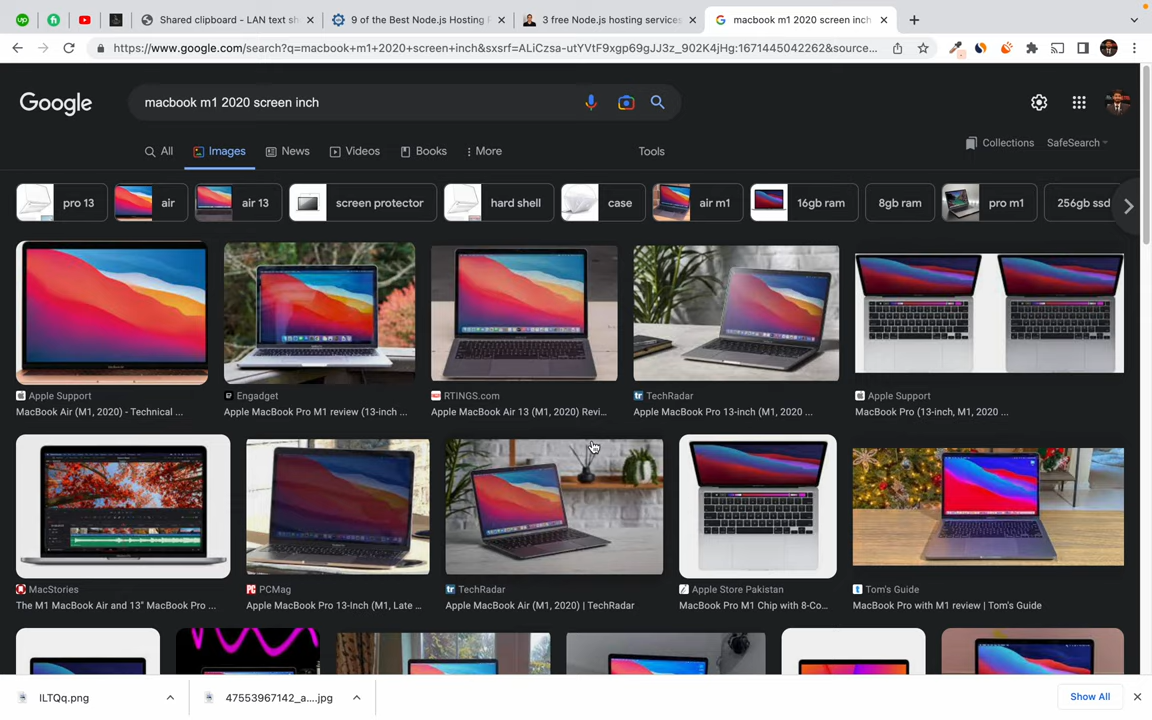 Shared clipboard - LAN text sh
9 of the Best Node.js Hosting
3 free Node.js hosting services
macbook m1 2020 screen inch
https://www.google.com/search?q=macbook+m1+2020+screen+inch&sxsrf=ALiCzsa-utYVtF9xgp69gJJ3z_902K4jHg:1671445042262&source...
Google
macbook m1 2020 screen inch
All
Images
News
Videos
Books
More
Tools
Collections
SafeSearch
pro 13
air
air 13
screen protector
hard shell
case
air m1
16gb ram
8gb ram
pro m1
256gb ssd
Apple Support
MacBook Air (M1, 2020) - Technical ...
Engadget
Apple MacBook Pro M1 review (13-inch ...
RTINGS.com
Apple MacBook Air 13 (M1, 2020) Revi...
TechRadar
Apple MacBook Pro 13-inch (M1, 2020 ...
Apple Support
MacBook Pro (13-inch, M1, 2020 ...
MacStories
The M1 MacBook Air and 13" MacBook Pro ...
PCMag
Apple MacBook Pro 13-Inch (M1, Late ...
TechRadar
Apple MacBook Air (M1, 2020) | TechRadar
Apple Store Pakistan
MacBook Pro M1 Chip with 8-Co...
Tom's Guide
MacBook Pro with M1 review | Tom's Guide
ILTQq.png
47553967142_a....jpg
Show All